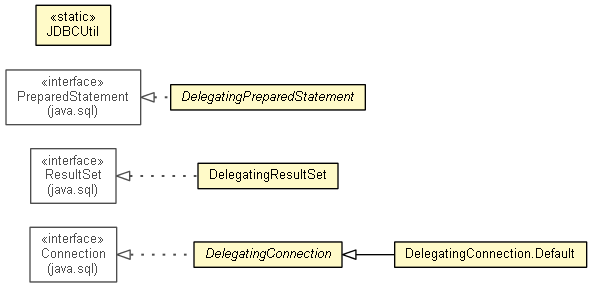 «static»
JDBCUtil
«interface»
PreparedStatement
(java.sql)
DelegatingPreparedStatement
«interface»
ResultSet
(java.sql)
DelegatingResultSet
«interface»
Connection
(java.sql)
DelegatingConnection
DelegatingConnection.Default